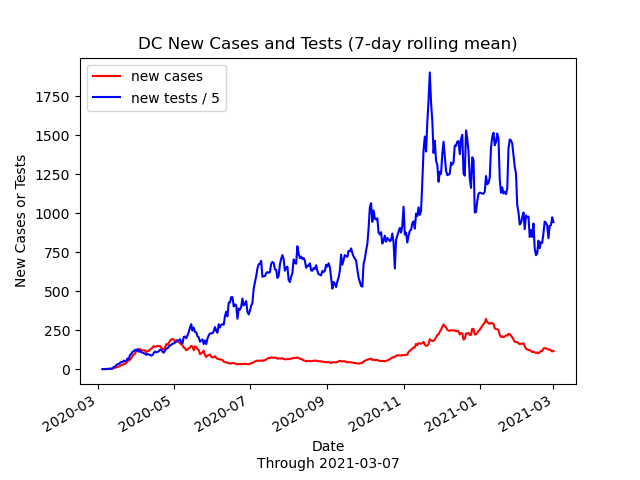 DC New Cases and Tests (7-day rolling mean)
new cases
new tests / 5
New Cases or Tests
1750
1500
1250
1000
750
500
250
0
2020-03
2020-05
2020-07
2020-09
2020-11
2021-01
2021-03
Date
Through 2021-03-07